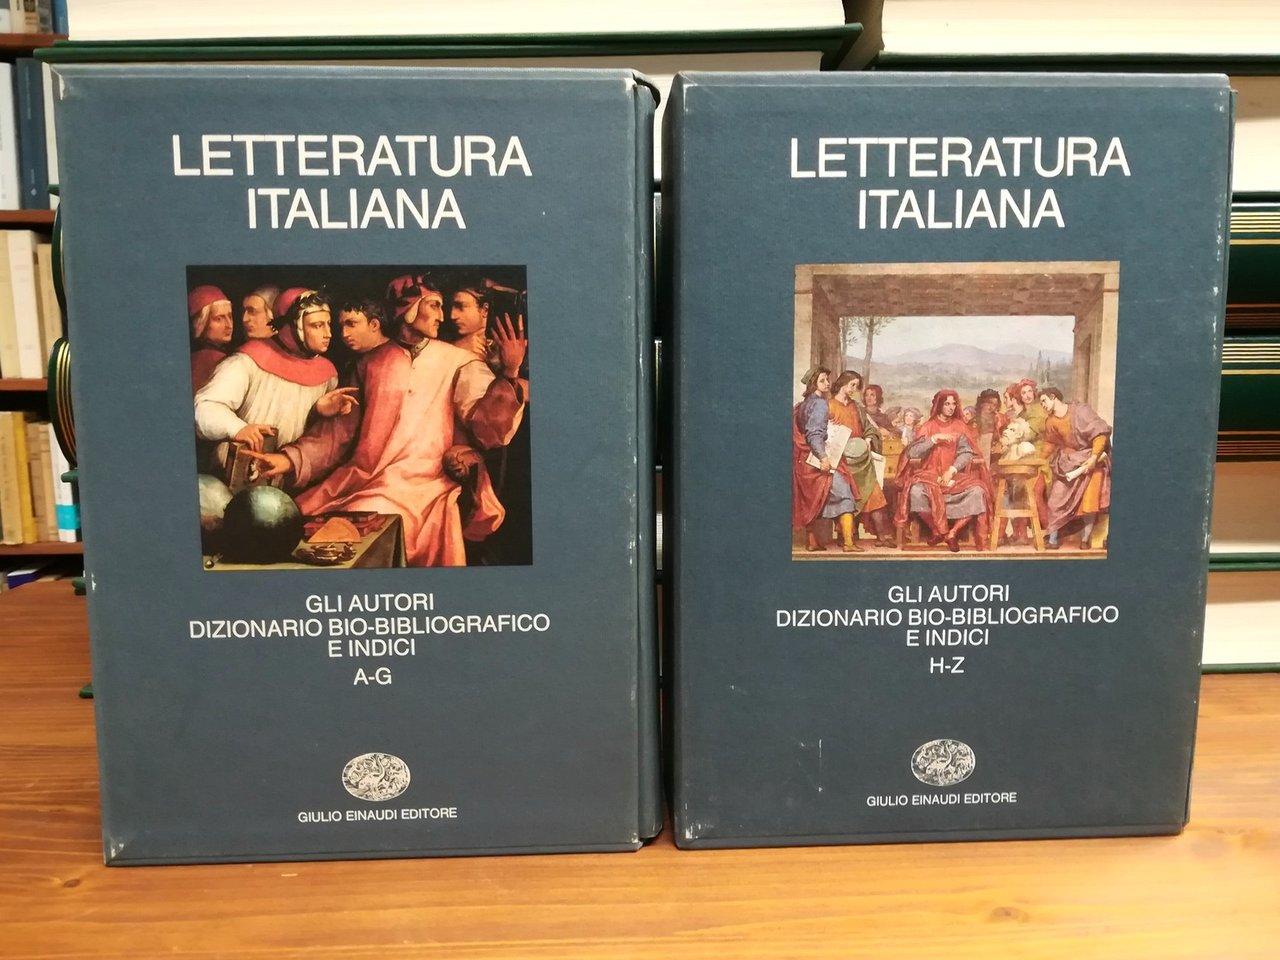 LETTERATURA
ITALIANA
GLI AUTORI
DIZIONARIO BIO-BIBLIOGRAFICO
E INDICI
A-G
GIULIO EINAUDI EDITORE
LETTERATURA
ITALIANA
GLI AUTORI
DIZIONARIO BIO-BIBLIOGRAFICO
E INDICI
H-Z
GIULIO EINAUDI EDITORE